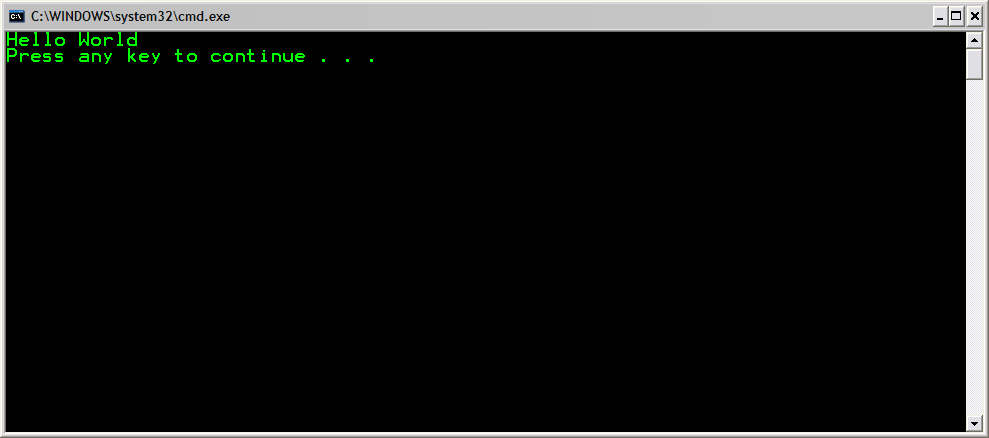 C:\WINDOWS\system32\cmd.exe
Hello World
Press any key to continue . . .